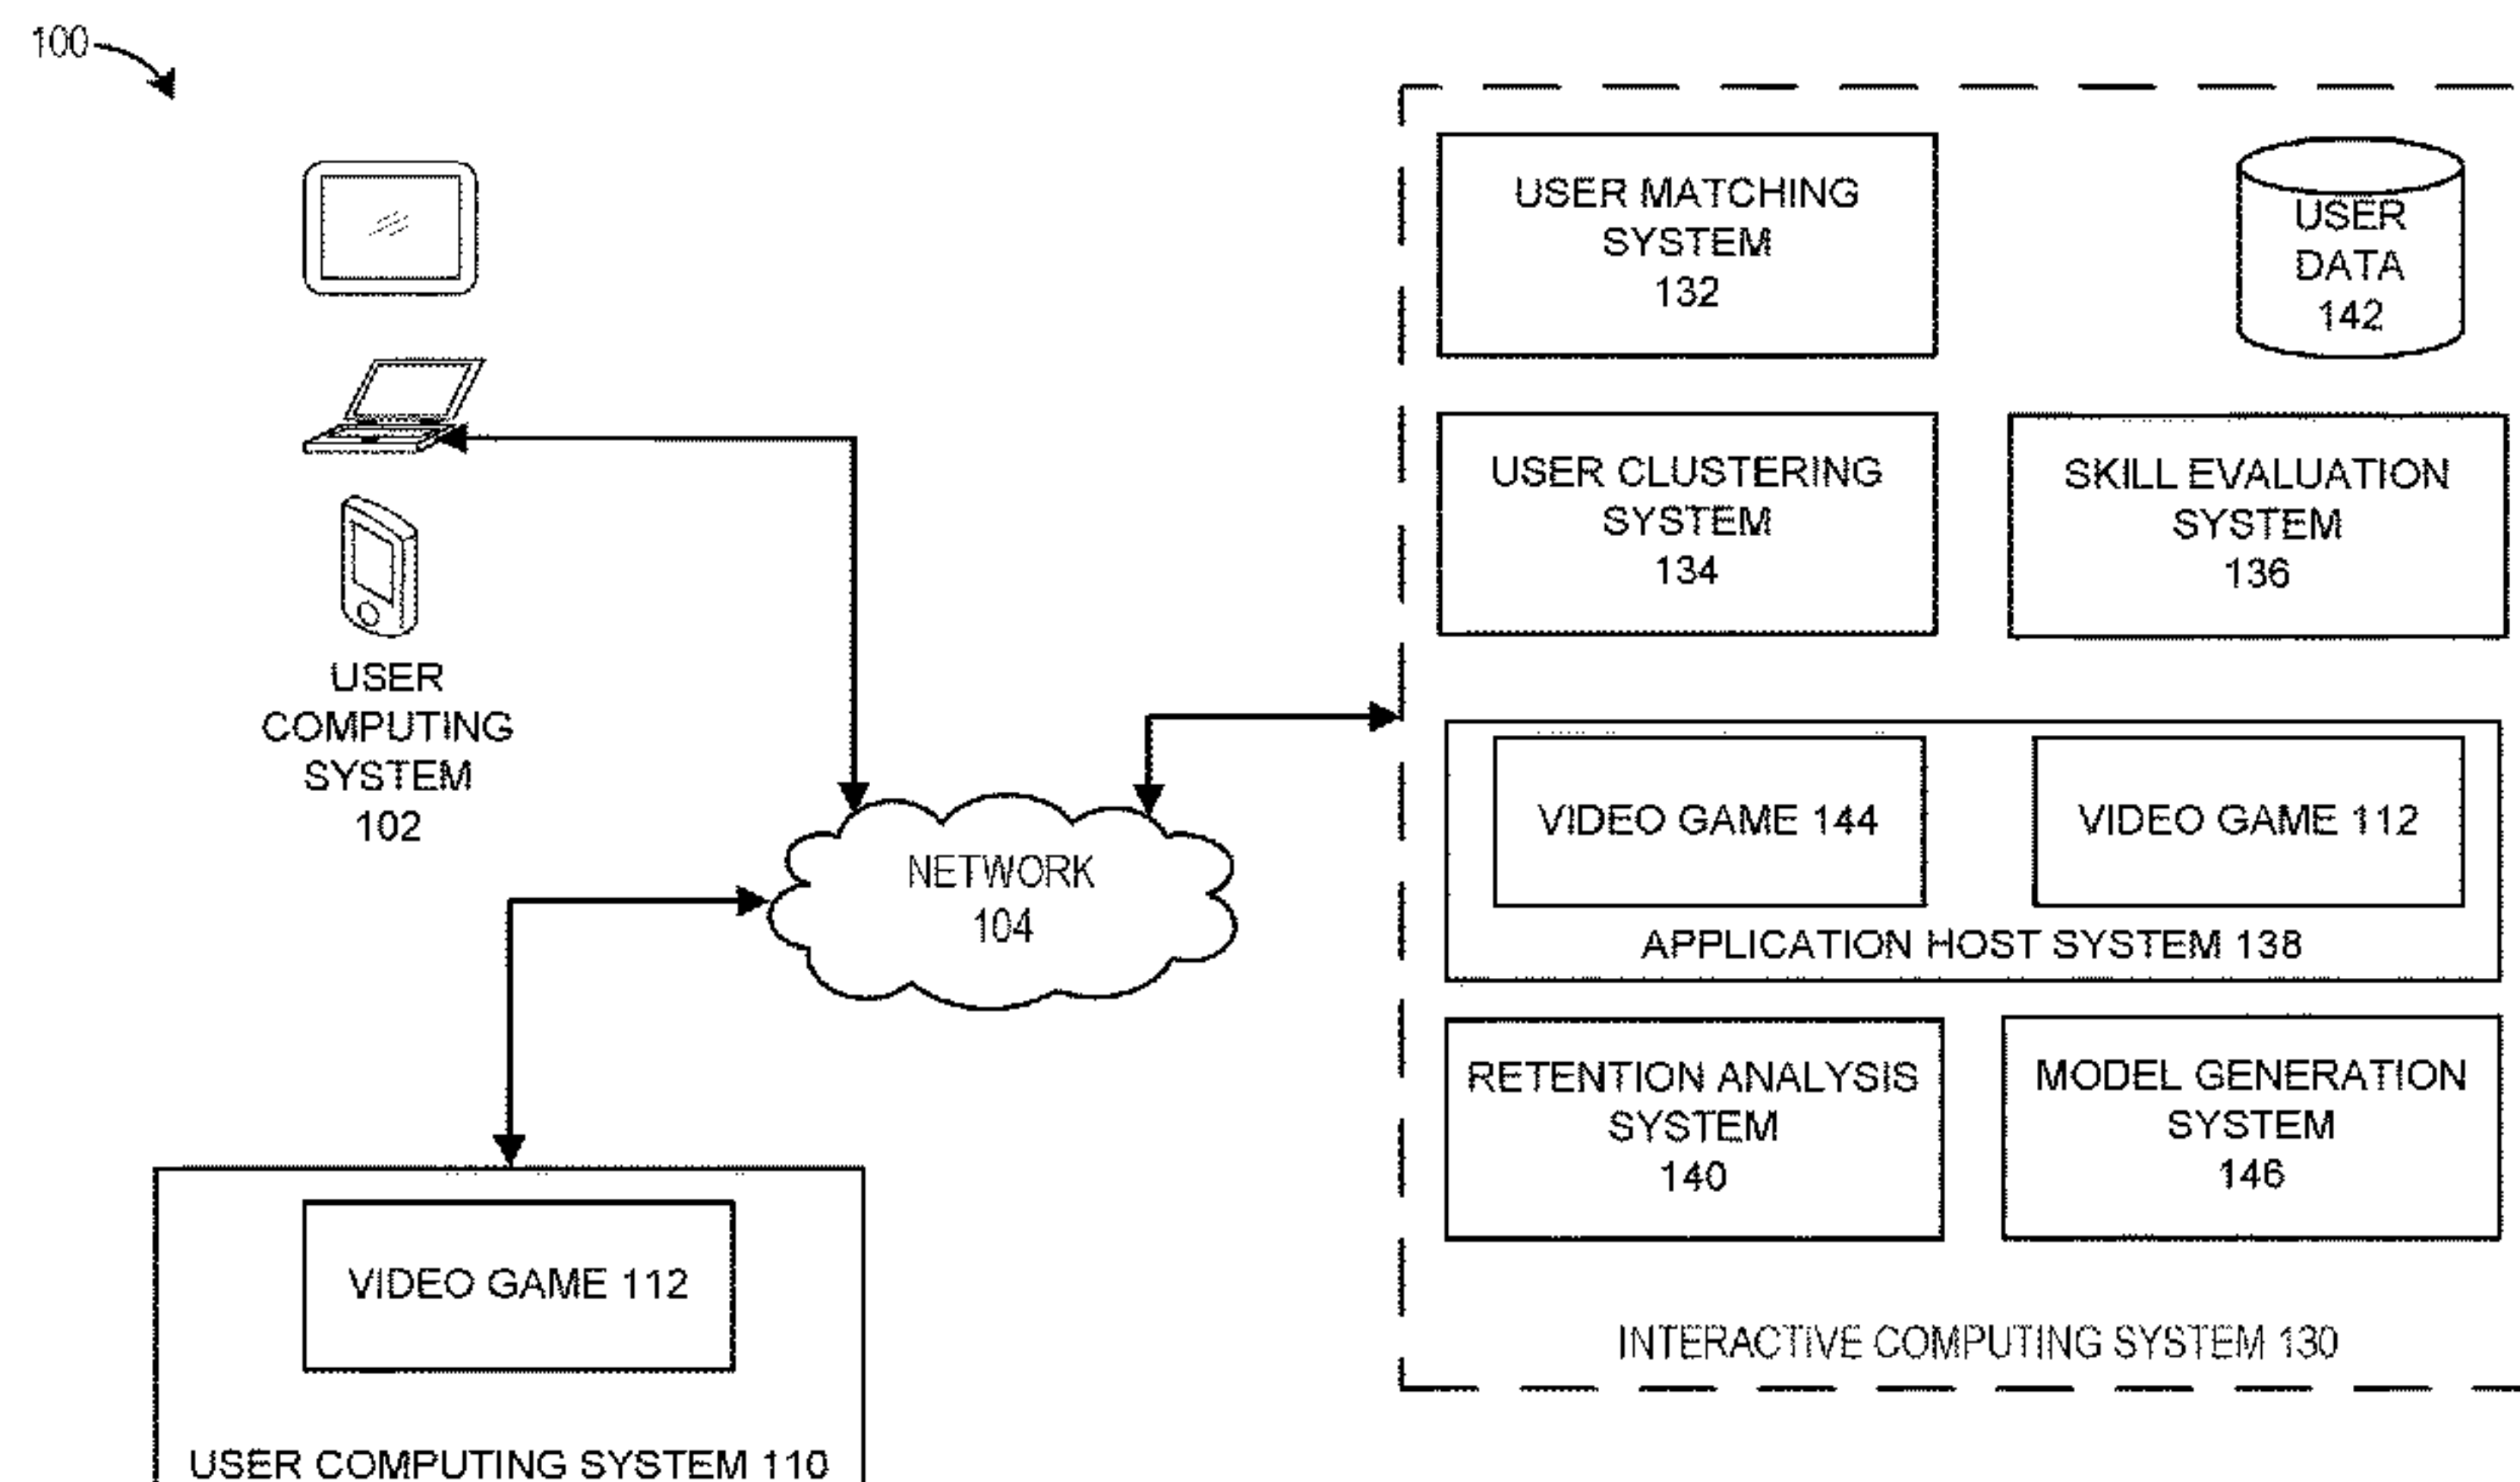 100
USER MATCHING
SYSTEM
132
USER
DATA
142
USER CLUSTERING
SYSTEM
134
SKILL EVALUATION
SYSTEM
136
USER
COMPUTING
SYSTEM
102
NETWORK
104
VIDEO GAME 144
VIDEO GAME 112
APPLICATION HOST SYSTEM 138
RETENTION ANALYSIS
SYSTEM
140
MODEL GENERATION
SYSTEM
146
INTERACTIVE COMPUTING SYSTEM 130
VIDEO GAME 112
USER COMPUTING SYSTEM 110